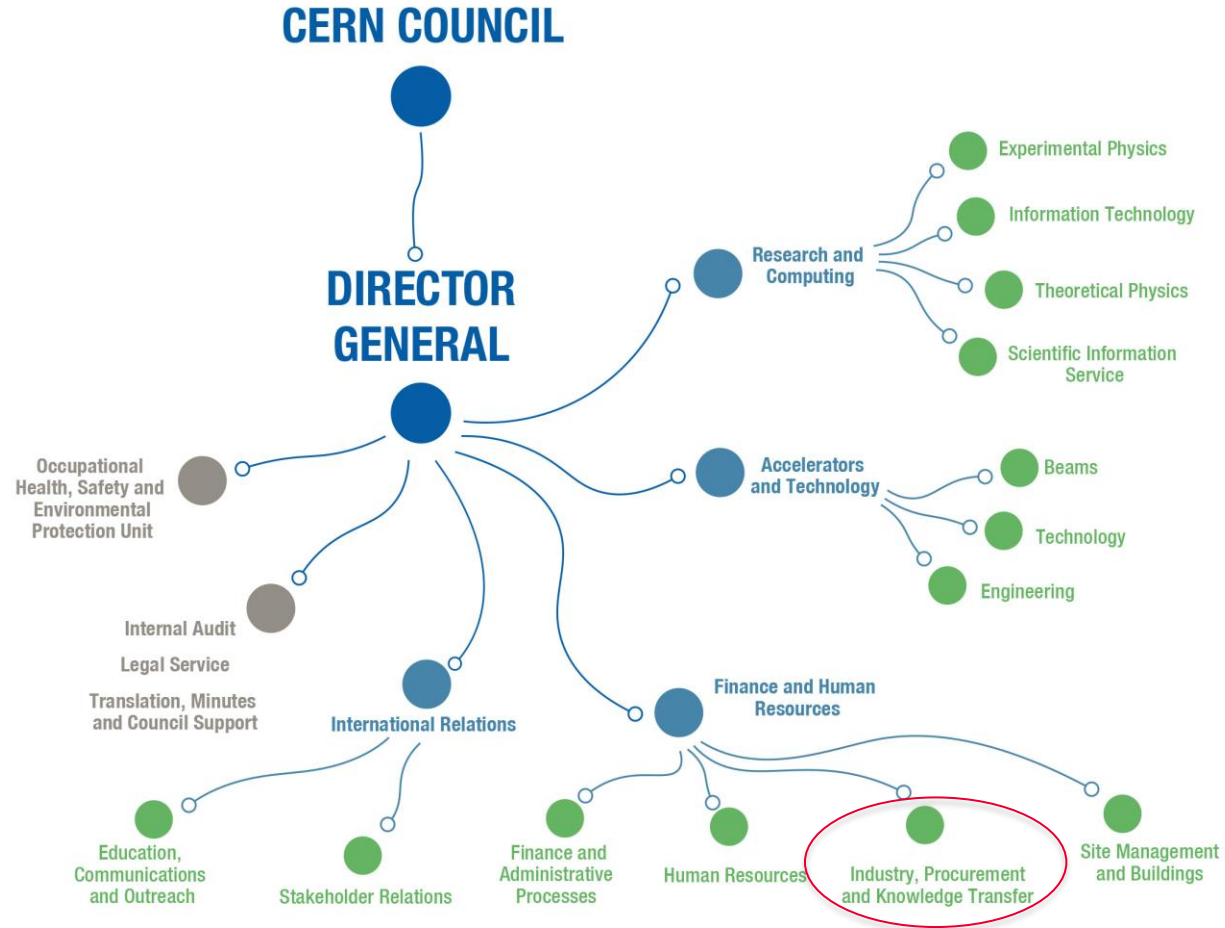 CERN COUNCIL
DIRECTOR
GENERAL
Research and
Computing
Experimental Physics
Information Technology
Theoretical Physics
Scientific Information
Service
Accelerators
and Technology
Beams
Technology
Engineering
Occupational
Health, Safety and
Environmental
Protection Unit
Internal Audit
Legal Service
Translation, Minutes
and Council Support
International Relations
Finance and Human
Resources
Education,
Communications
and Outreach
Stakeholder Relations
Finance and
Administrative
Processes
Human Resources
Industry, Procurement
and Knowledge Transfer
Site Management
and Buildings